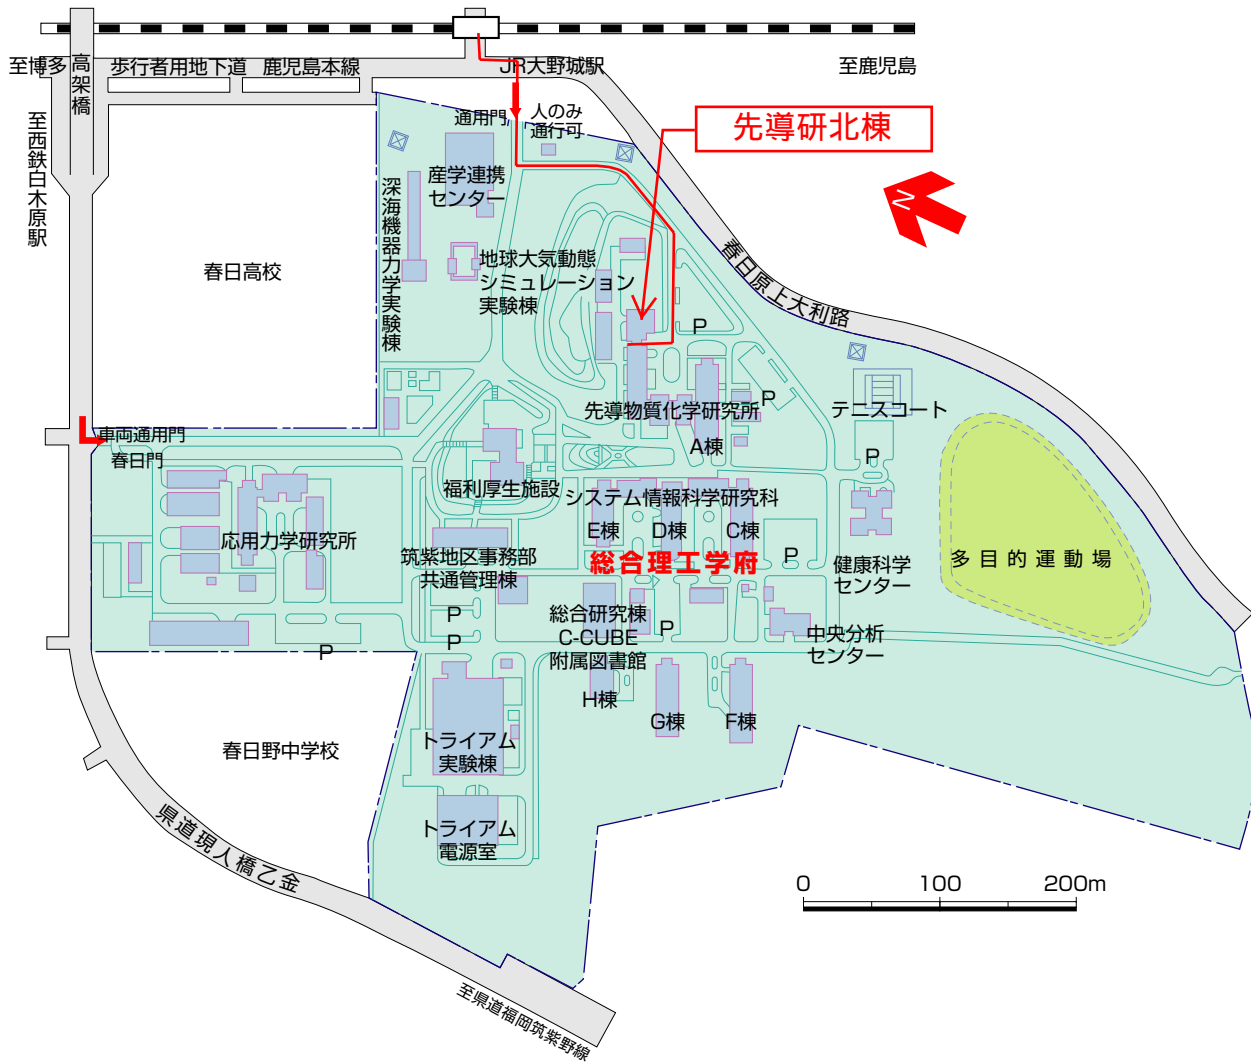 至博多
高架橋
歩行者用地下道
鹿児島本線
JR大野城駅
至鹿児島
至西鉄白木原駅
通用門
人のみ
通行可
先導研北棟
産学連携
センター
深海機器力学実験棟
N
春日高校
地球大気動態
シミュレーション
実験棟
春日原上大利路
P
先導物質化学研究所
P
テニスコート
A棟
車両通用門
春日門
P
福利厚生施設
システム情報科学研究科
E棟
D棟
C棟
応用力学研究所
筑紫地区事務部
共通管理棟
総合理工学府
P
健康科学
センター
多目的運動場
P
P
総合研究棟
C-CUBE
附属図書館
P
中央分析
センター
P
H棟
G棟
F棟
春日野中学校
トライアム
実験棟
トライアム
電源室
県道現人橋乙金
0
100
200m
至県道福岡筑紫野線